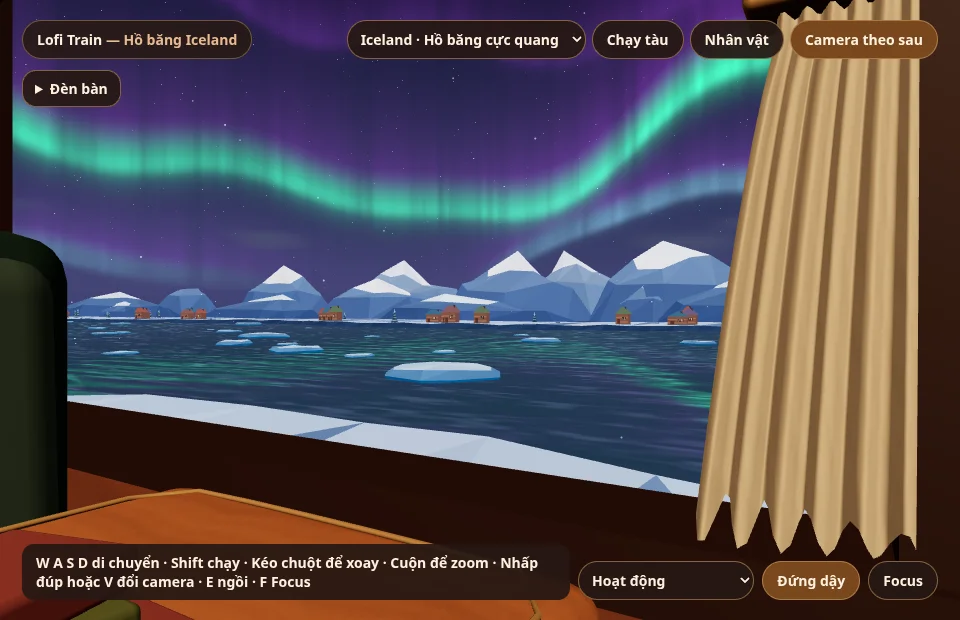 Lofi Train — Hồ băng Iceland
Iceland · Hồ băng cực quang
Chạy tàu
Nhân vật
Camera theo sau
Đèn bàn
W A S D di chuyển · Shift chạy · Kéo chuột để xoay · Cuộn để zoom · Nhấp
đúp hoặc V đổi camera · E ngồi · F Focus
Hoạt động
Đứng dậy
Focus